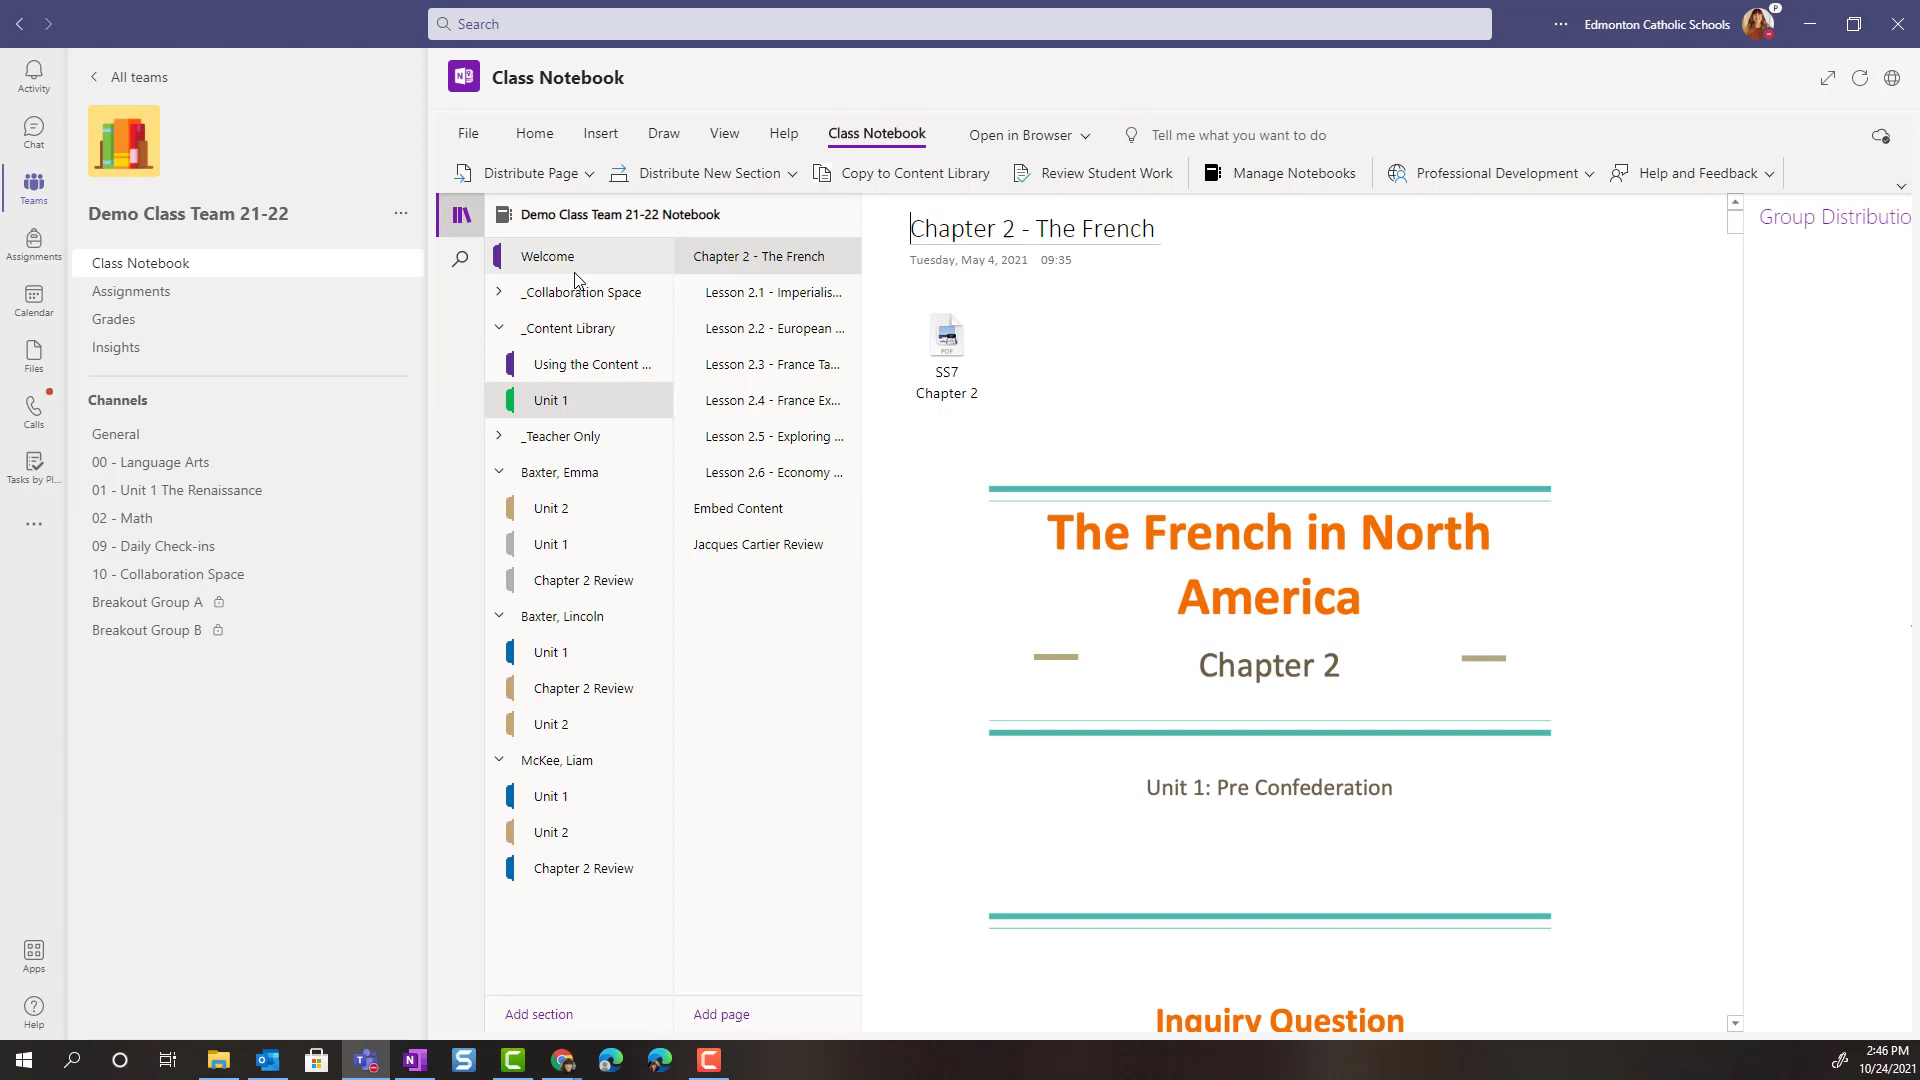 Search
Edmonton Catholic Schools
P
Activity
Chat
Teams
Assignments
Calendar
Files
Calls
Tasks by Pl...
Apps
Help
All teams
Demo Class Team 21-22
Class Notebook
Assignments
Grades
Insights
Channels
General
00 - Language Arts
01 - Unit 1 The Renaissance
02 - Math
09 - Daily Check-ins
10 - Collaboration Space
Breakout Group A
Breakout Group B
Class Notebook
File Home Insert Draw View Help Class Notebook Open in Browser Tell me what you want to do
Distribute Page Distribute New Section Copy to Content Library Review Student Work Manage Notebooks Professional Development Help and Feedback
Demo Class Team 21-22 Notebook
Welcome
_Collaboration Space
_Content Library
Using the Content ...
Unit 1
_Teacher Only
Baxter, Emma
Unit 2
Unit 1
Chapter 2 Review
Baxter, Lincoln
Unit 1
Chapter 2 Review
Unit 2
McKee, Liam
Unit 1
Unit 2
Chapter 2 Review
Add section
Chapter 2 - The French
Lesson 2.1 - Imperialis...
Lesson 2.2 - European ...
Lesson 2.3 - France Ta...
Lesson 2.4 - France Ex...
Lesson 2.5 - Exploring ...
Lesson 2.6 - Economy ...
Embed Content
Jacques Cartier Review
Add page
Chapter 2 - The French
Tuesday, May 4, 2021 09:35
PDF
SS7
Chapter 2
The French in North
America
Chapter 2
Unit 1: Pre Confederation
Inquiry Question
Group Distributio
2:46 PM
10/24/2021